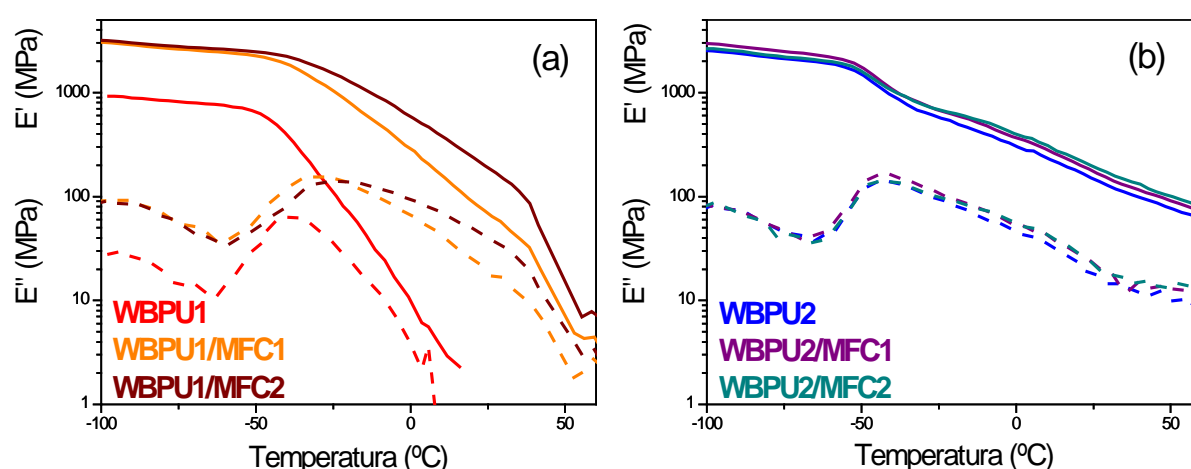 (a)
E' (MPa)
E'' (MPa)
1000
100
10
1
WBPU1
WBPU1/MFC1
WBPU1/MFC2
-100
-50
0
50
Temperatura (ºC)
(b)
E' (MPa)
E'' (MPa)
1000
100
10
1
WBPU2
WBPU2/MFC1
WBPU2/MFC2
-100
-50
0
50
Temperatura (ºC)